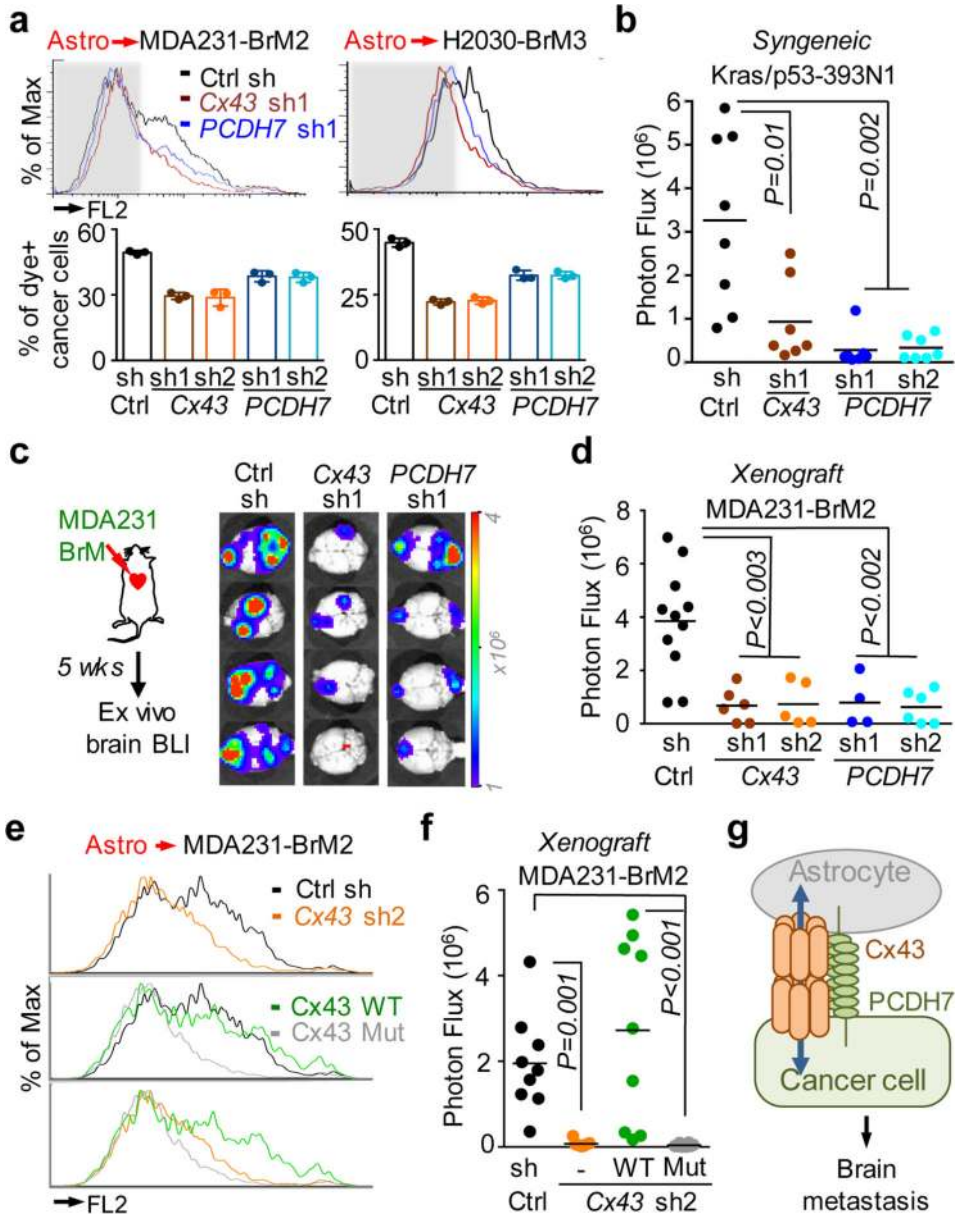 a
Astro → MDA231-BrM2
Astro → H2030-BrM3
Ctrl sh
Cx43 sh1
PCDH7 sh1
% of Max
FL2
60
30
0
45
25
0
% of dye+
cancer cells
sh sh1 sh2 sh1 sh2
Ctrl Cx43 PCDH7
sh sh1 sh2 sh1 sh2
Ctrl Cx43 PCDH7
b
Syngeneic
Kras/p53-393N1
Photon Flux (10⁶)
6
5
4
3
2
1
0
P=0.01
P=0.002
sh sh1 sh1 sh2
Ctrl Cx43 PCDH7
c
MDA231
BrM
5 wks
Ex vivo
brain BLI
Ctrl Cx43 PCDH7
sh sh1 sh1
4
x10⁶
1
d
Xenograft
MDA231-BrM2
Photon Flux (10⁶)
8
6
4
2
0
P<0.003
P<0.002
sh sh1 sh2 sh1 sh2
Ctrl Cx43 PCDH7
e
Astro → MDA231-BrM2
Ctrl sh
Cx43 sh2
Cx43 WT
Cx43 Mut
% of Max
FL2
f
Xenograft
MDA231-BrM2
Photon Flux (10⁶)
6
4
2
0
P=0.001
P<0.001
sh - WT Mut
Ctrl Cx43 sh2
g
Astrocyte
Cx43
PCDH7
Cancer cell
Brain
metastasis